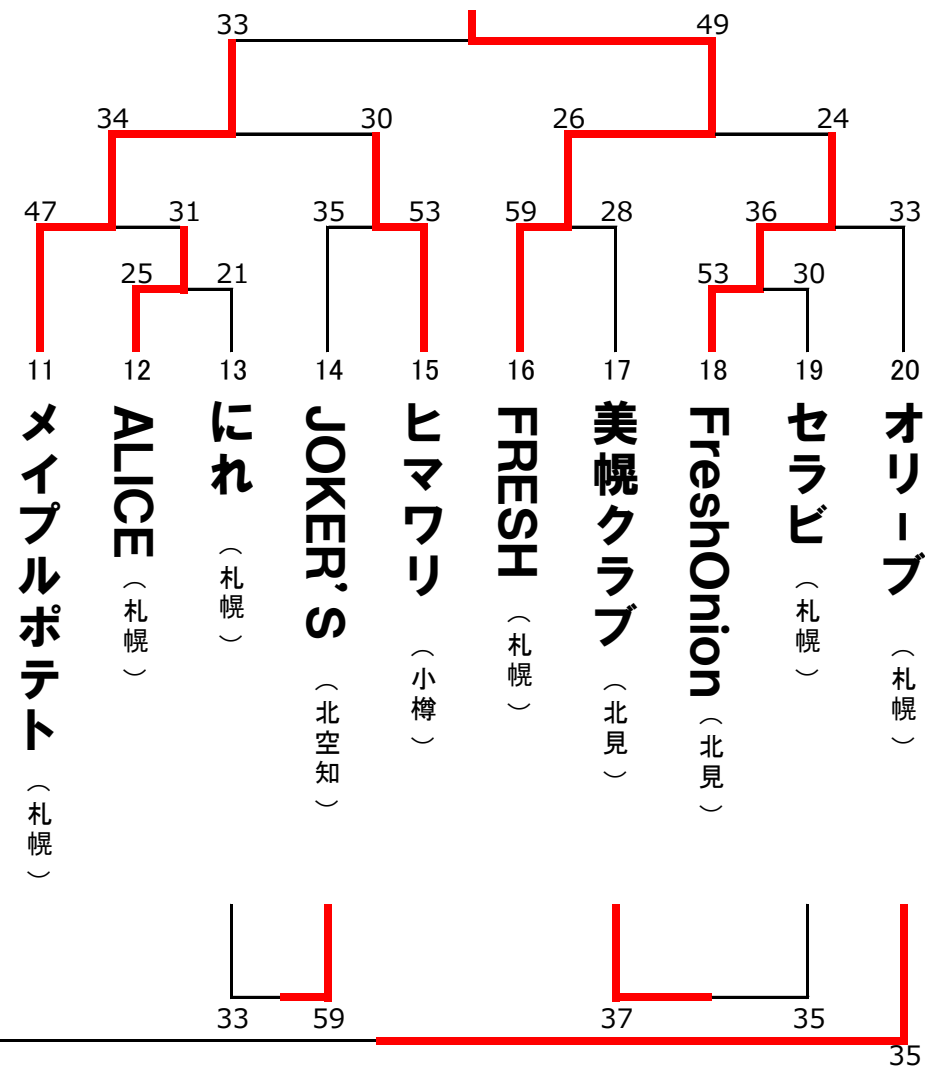 33 49
34 30 26 24
47 31 35 53 59 28 36 33
25 21 53 30
11 12 13 14 15 16 17 18 19 20
メイプルポテト（札幌）
ALICE（札幌）
にれ（札幌）
JOKER'S（北空知）
ヒマワリ（小樽）
FRESH（札幌）
美幌クラブ（北見）
FreshOnion（北見）
セラビ（札幌）
オリーブ（札幌）
33 59 37 35
35